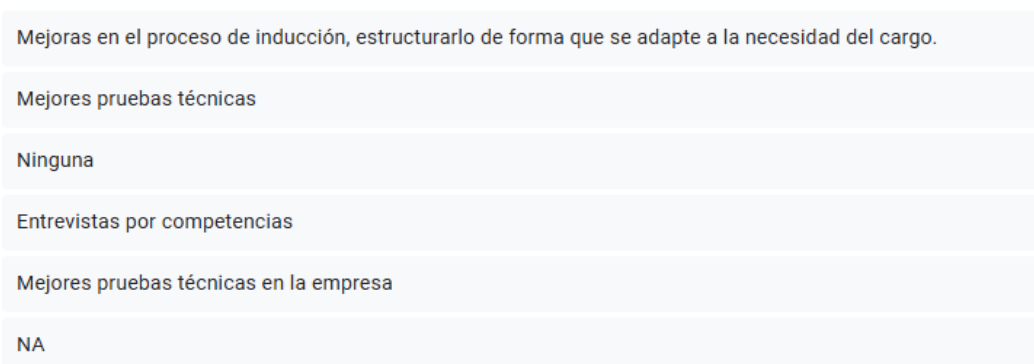 Mejoras en el proceso de inducción, estructurarlo de forma que se adapte a la necesidad del cargo.
Mejores pruebas técnicas
Ninguna
Entrevistas por competencias
Mejores pruebas técnicas en la empresa
NA